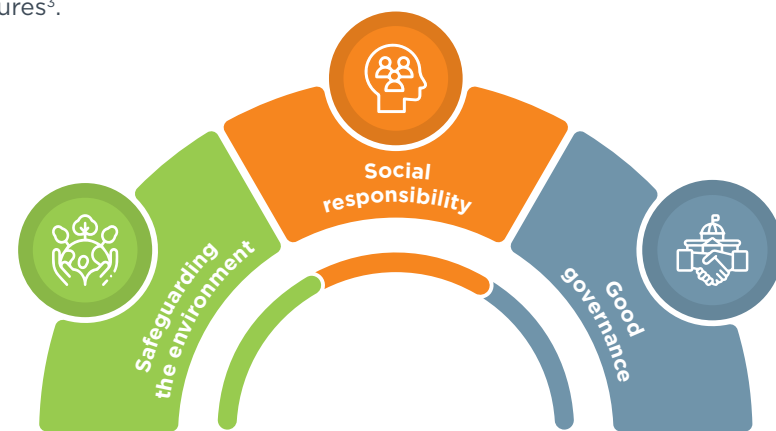 ures³.
Social
responsibility
Safeguarding
the environment
Good
governance